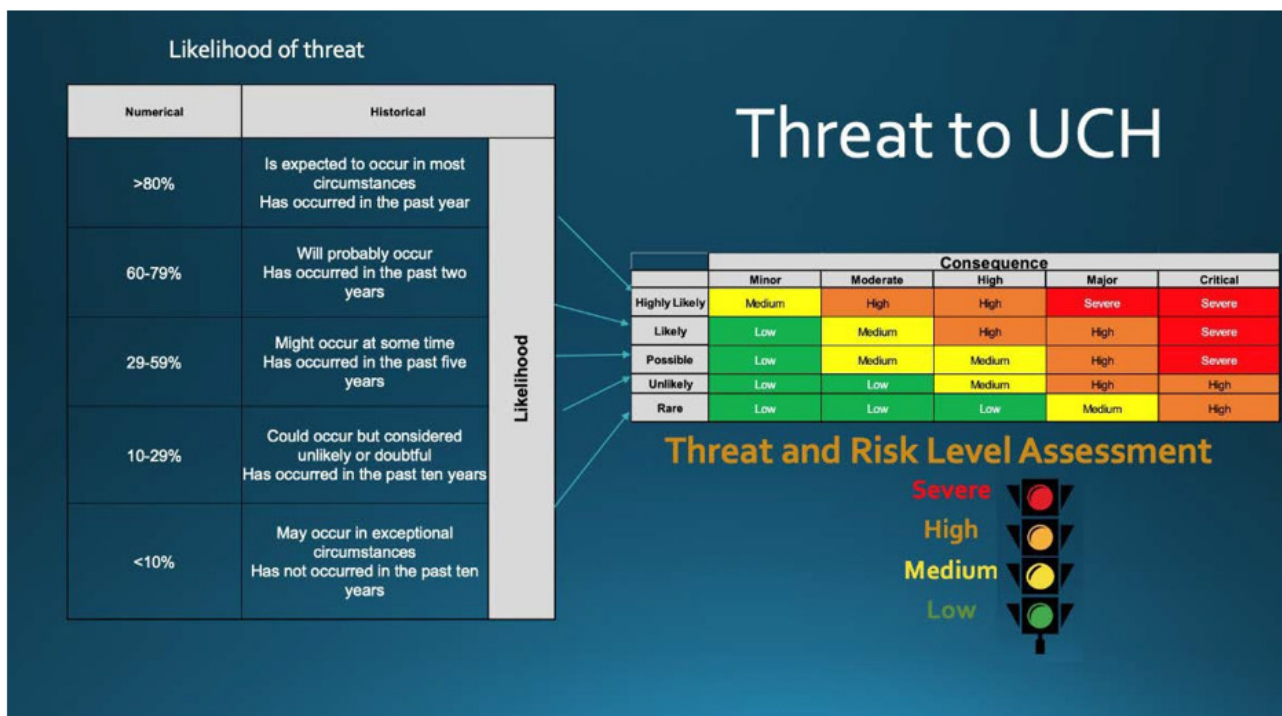 Likelihood of threat
Numerical Historical
>80%
Is expected to occur in most
circumstances
Has occurred in the past year
60-79%
Will probably occur
Has occurred in the past two
years
29-59%
Might occur at some time
Has occurred in the past five
years
10-29%
Could occur but considered
unlikely or doubtful
Has occurred in the past ten years
<10%
May occur in exceptional
circumstances
Has not occurred in the past ten
years
Likelihood
Threat to UCH
Consequence
Minor Moderate High Major Critical
Highly Likely Medium High High Severe Severe
Likely Low Medium High High Severe
Possible Low Medium Medium High Severe
Unlikely Low Low Medium High High
Rare Low Low Low Medium High
Threat and Risk Level Assessment
Severe
High
Medium
Low